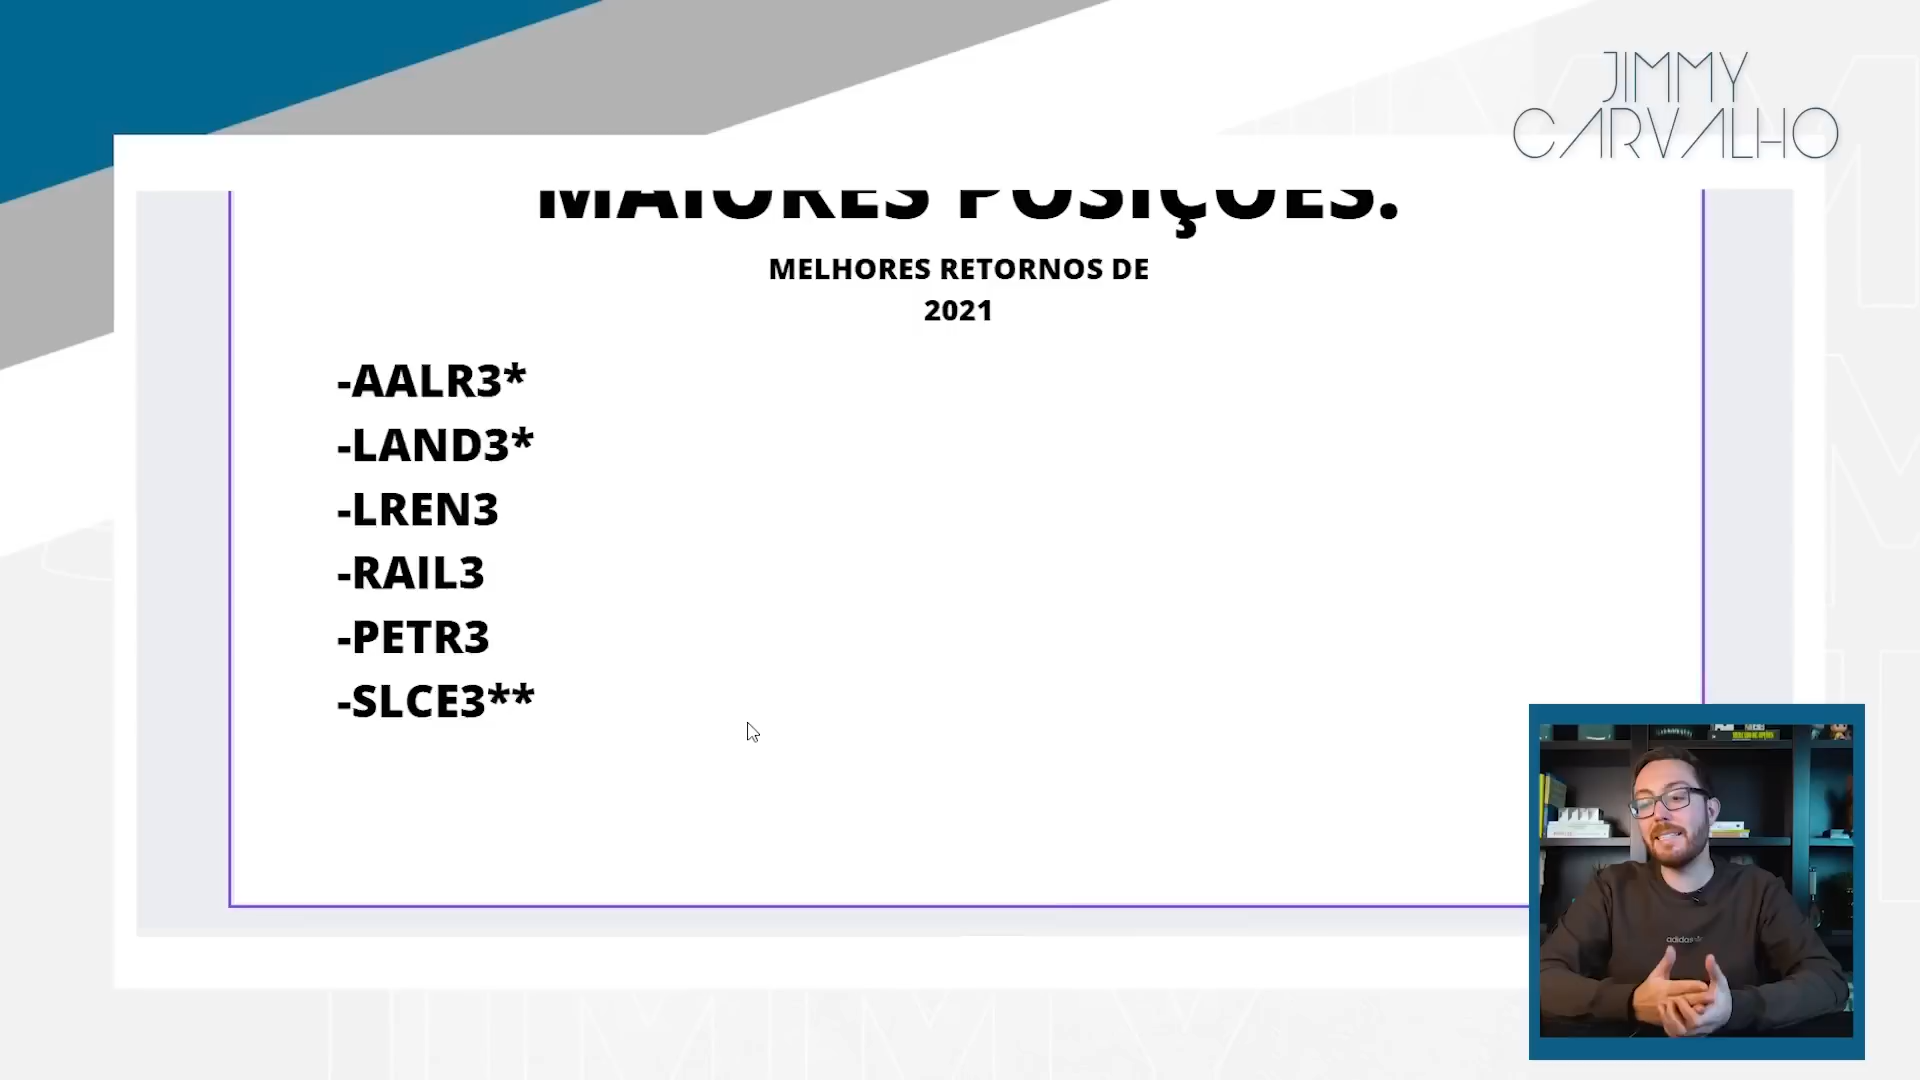 JIMMY
CARVALHO
MAIORES POSIÇÕES.
MELHORES RETORNOS DE
2021
-AALR3*
-LAND3*
-LREN3
-RAIL3
-PETR3
-SLCE3**